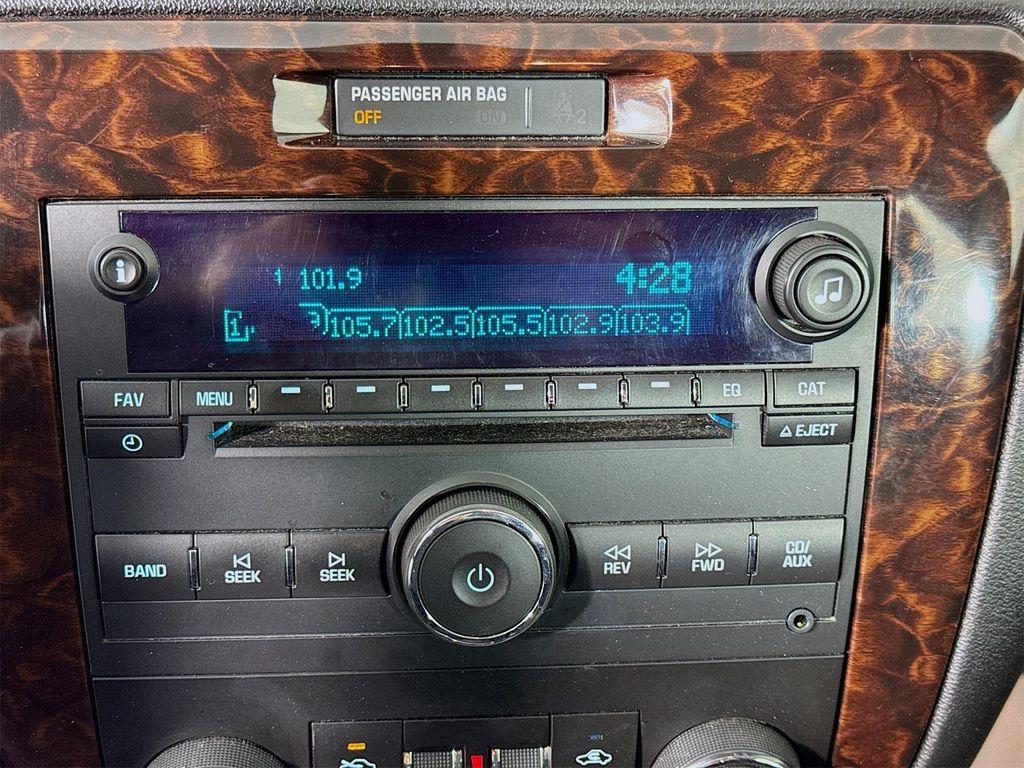 PASSENGER AIR BAG
OFF ON 2
101.9 4:28
1 105.7 102.5 105.5 102.9 103.9
FAV MENU EQ CAT
EJECT
BAND SEEK SEEK REV FWD CD/
AUX